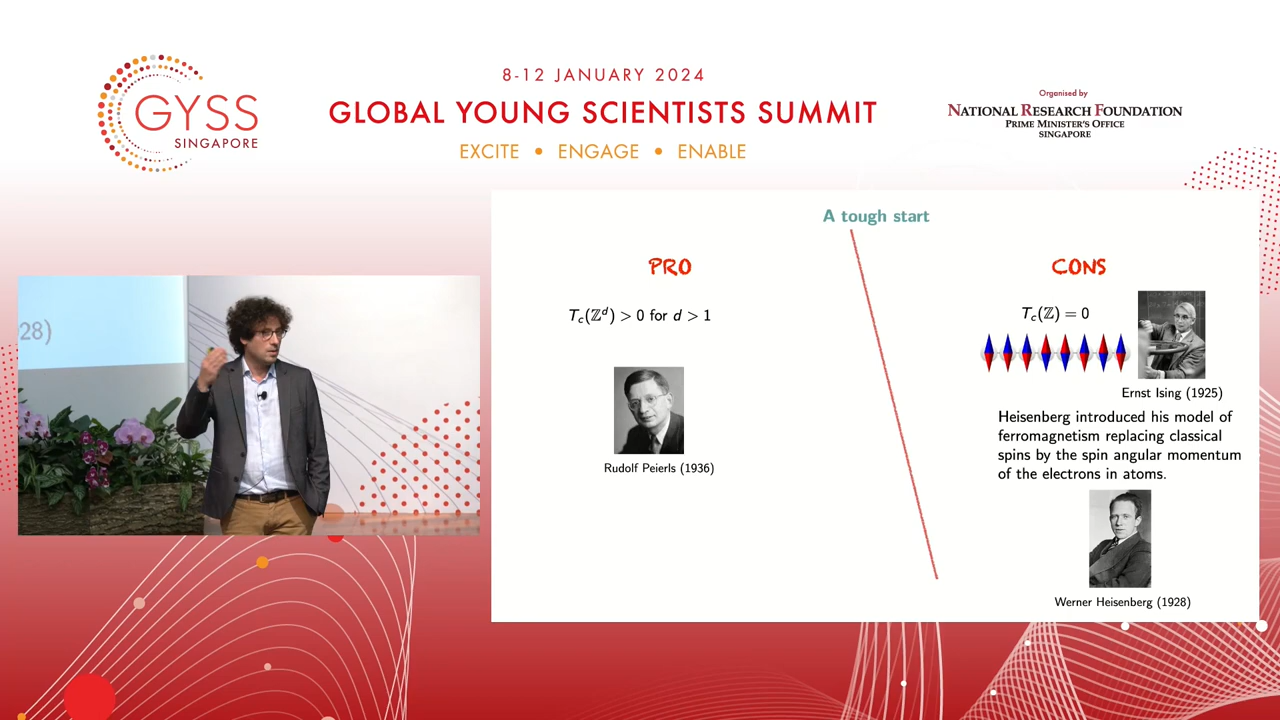 8-12 JANUARY 2024
GLOBAL YOUNG SCIENTISTS SUMMIT
EXCITE • ENGAGE • ENABLE
GYSS
SINGAPORE
Organised by
NATIONAL RESEARCH FOUNDATION
PRIME MINISTER'S OFFICE
SINGAPORE
28)
A tough start
PRO
T_c(ℤ^d) > 0 for d > 1
Rudolf Peierls (1936)
CONS
T_c(ℤ) = 0
Ernst Ising (1925)
Heisenberg introduced his model of
ferromagnetism replacing classical
spins by the spin angular momentum
of the electrons in atoms.
Werner Heisenberg (1928)